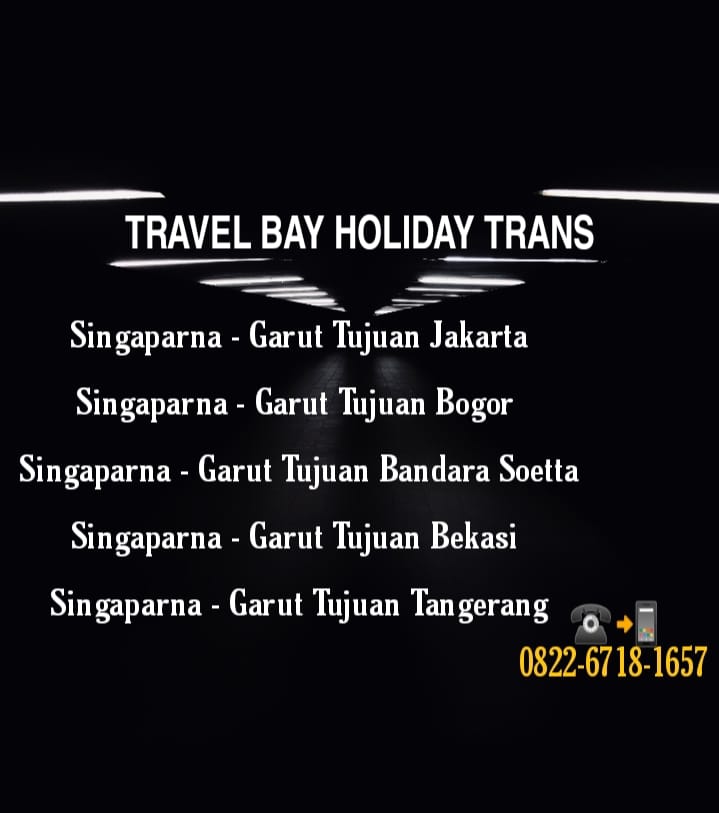 TRAVEL BAY HOLIDAY TRANS
Singaparna - Garut Tujuan Jakarta
Singaparna - Garut Tujuan Bogor
Singaparna - Garut Tujuan Bandara Soetta
Singaparna - Garut Tujuan Bekasi
Singaparna - Garut Tujuan Tangerang
0822-6718-1657